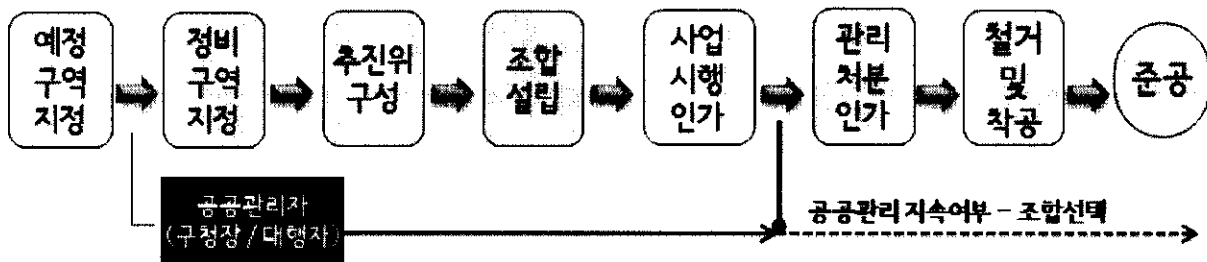 예정
구역
지정
정비
구역
지정
추진위
구성
조합
설립
사업
시행
인가
관리
처분
인가
철거
및
착공
준공
공공관리자
(구청장/대행자)
공공관리 지속여부 - 조합선택